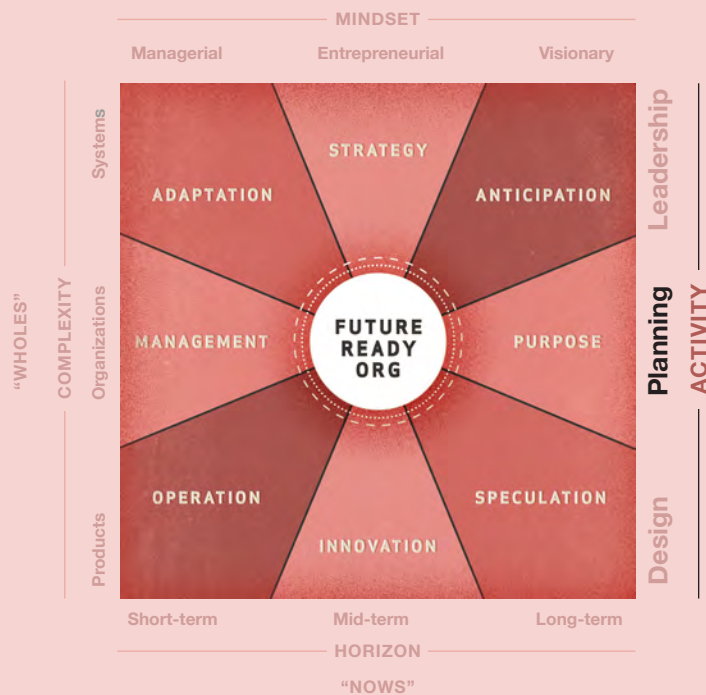 MINDSET
Managerial
Entrepreneurial
Visionary
"WHOLES"
COMPLEXITY
Systems
Organizations
Products
STRATEGY
ADAPTATION
ANTICIPATION
MANAGEMENT
FUTURE
READY
ORG
PURPOSE
OPERATION
SPECULATION
INNOVATION
Leadership
Planning
Design
ACTIVITY
Short-term
Mid-term
Long-term
HORIZON
"NOWS"